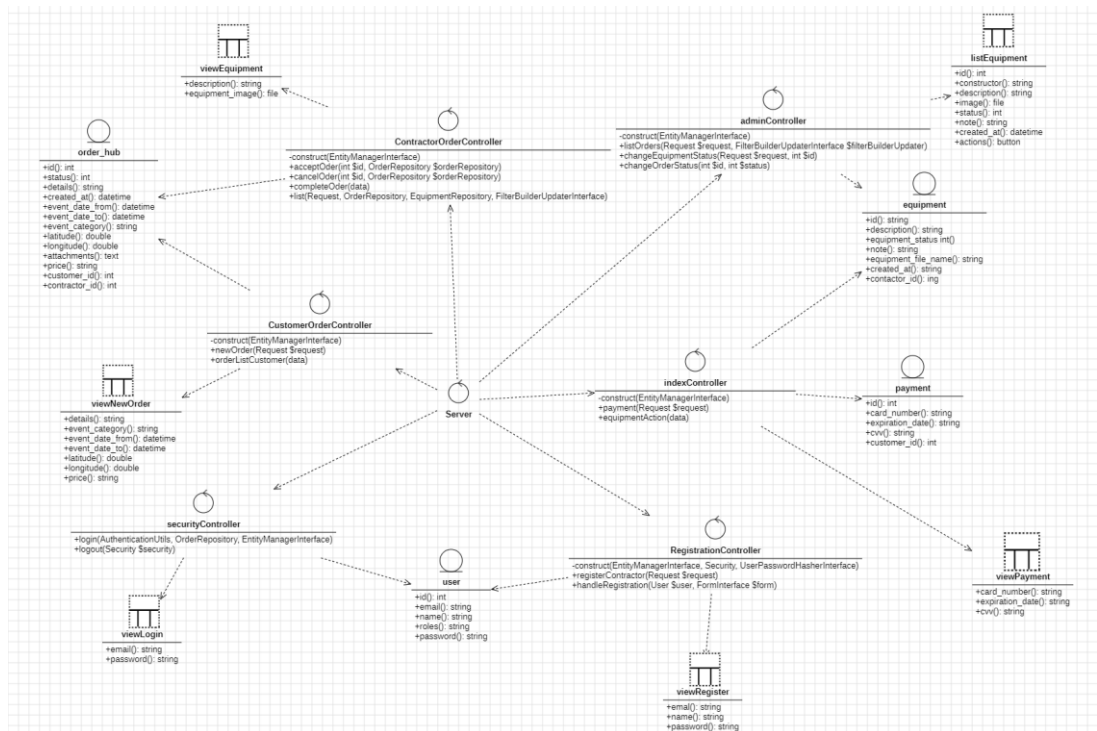 viewEquipment
+description(): string
+equipment_image(): file
listEquipment
+id(): int
+constructor(): string
+description(): string
+image(): file
+status(): int
+note(): string
+created_at(): datetime
+actions(): button
ContractorOrderController
-construct(EntityManagerInterface)
+acceptOder(int $id, OrderRepository $orderRepository)
+cancelOder(int $id, OrderRepository $orderRepository)
+completeOder(data)
+list(Request, OrderRepository, EquipmentRepository, FilterBuilderUpdaterInterface)
adminController
-construct(EntityManagerInterface)
+listOrders(Request $request, FilterBuilderUpdaterInterface $filterBuilderUpdater)
+changeEquipmentStatus(Request $request, int $id)
+changeOrderStatus(int $id, int $status)
order_hub
+id(): int
+status(): int
+details(): string
+created_at(): datetime
+event_date_from(): datetime
+event_date_to(): datetime
+event_category(): string
+latitude(): double
+longitude(): double
+attachments(): text
+price(): string
+customer_id(): int
+contractor_id(): int
equipment
+id(): string
+description(): string
+equipment_status int()
+note(): string
+equipment_file_name(): string
+created_at(): string
+contactor_id(): ing
CustomerOrderController
-construct(EntityManagerInterface)
+newOrder(Request $request)
+orderListCustomer(data)
viewNewOrder
+details(): string
+event_category(): string
+event_date_from(): datetime
+event_date_to(): datetime
+latitude(): double
+longitude(): double
+price(): string
Server
indexController
-construct(EntityManagerInterface)
+payment(Request $request)
+equipmentAction(data)
payment
+id(): int
+card_number(): string
+expiration_date(): string
+cvv(): string
+customer_id(): int
securityController
+login(AuthenticationUtils, OrderRepository, EntityManagerInterface)
+logout(Security $security)
RegistrationController
-construct(EntityManagerInterface, Security, UserPasswordHasherInterface)
+registerContractor(Request $request)
+handleRegistration(User $user, FormInterface $form)
user
+id(): int
+email(): string
+name(): string
+roles(): string
+password(): string
viewLogin
+email(): string
+password(): string
viewPayment
+card_number(): string
+expiration_date(): string
+cvv(): string
viewRegister
+emal(): string
+name(): string
+password(): string